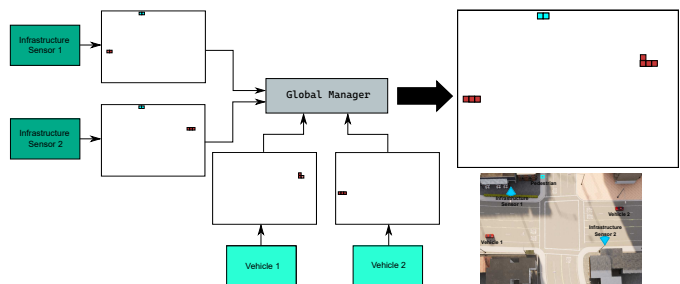 Infrastructure
Sensor 1
Global Manager
Infrastructure
Sensor 2
Vehicle 1
Vehicle 2
Pedestrian
Infrastructure
Sensor 1
Vehicle 2
Infrastructure
Sensor 2
Vehicle 1